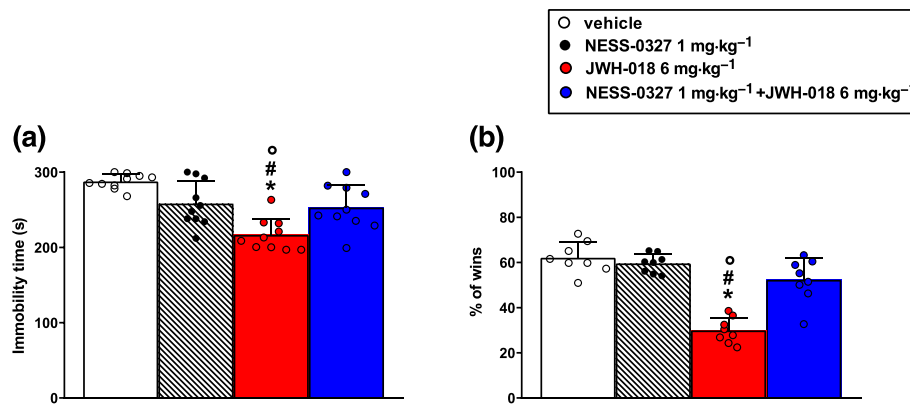 vehicle
NESS-0327 1 mg·kg⁻¹
JWH-018 6 mg·kg⁻¹
NESS-0327 1 mg·kg⁻¹ +JWH-018 6 mg·kg⁻¹
(a)
Immobility time (s)
300
200
100
0
°
#
*
(b)
% of wins
100
80
60
40
20
0
°
#
*